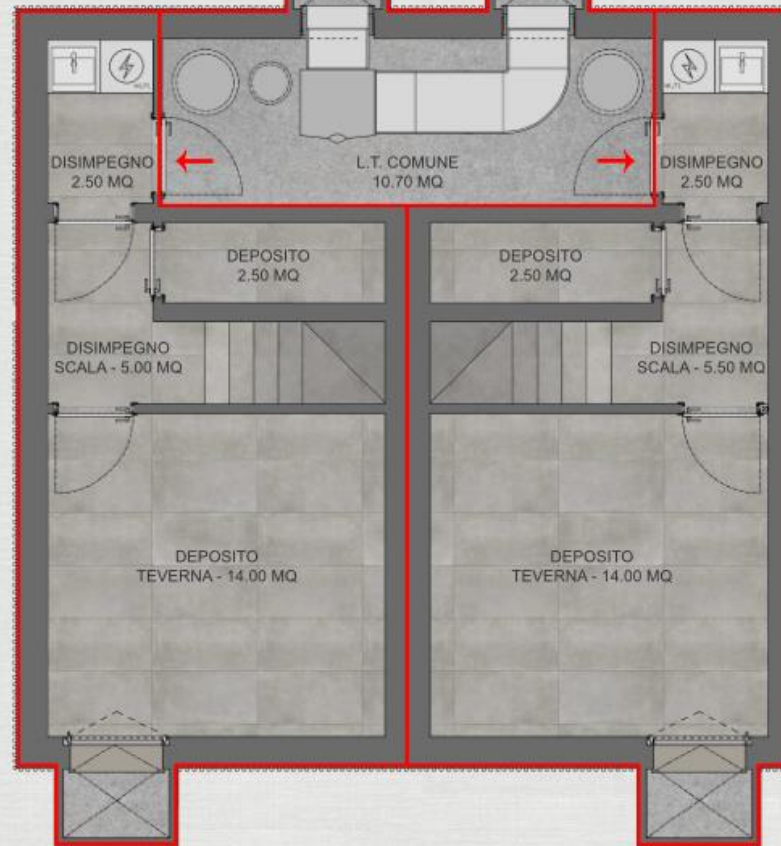 DISIMPEGNO
2.50 MQ
L.T. COMUNE
10.70 MQ
DISIMPEGNO
2.50 MQ
DEPOSITO
2.50 MQ
DEPOSITO
2.50 MQ
DISIMPEGNO
SCALA - 5.00 MQ
DISIMPEGNO
SCALA - 5.50 MQ
DEPOSITO
TEVERNA - 14.00 MQ
DEPOSITO
TEVERNA - 14.00 MQ